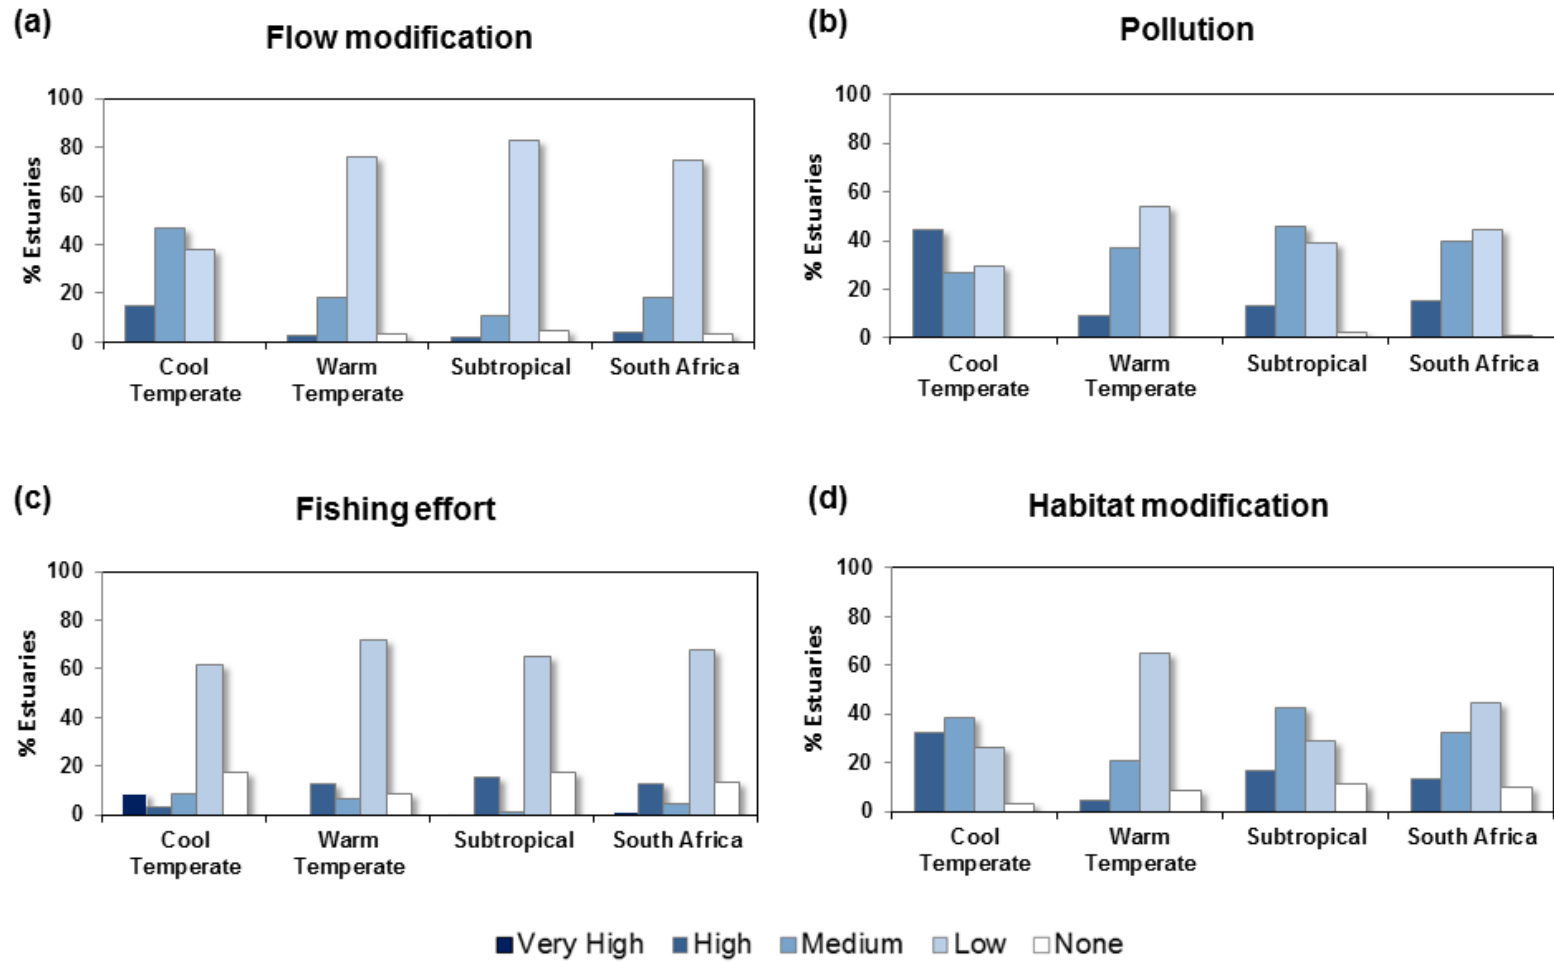 (a)
Flow modification
100
80
60
40
20
0
% Estuaries
Cool Temperate
Warm Temperate
Subtropical
South Africa
(b)
Pollution
100
80
60
40
20
0
% Estuaries
Cool Temperate
Warm Temperate
Subtropical
South Africa
(c)
Fishing effort
100
80
60
40
20
0
% Estuaries
Cool Temperate
Warm Temperate
Subtropical
South Africa
(d)
Habitat modification
100
80
60
40
20
0
% Estuaries
Cool Temperate
Warm Temperate
Subtropical
South Africa
Very High High Medium Low None